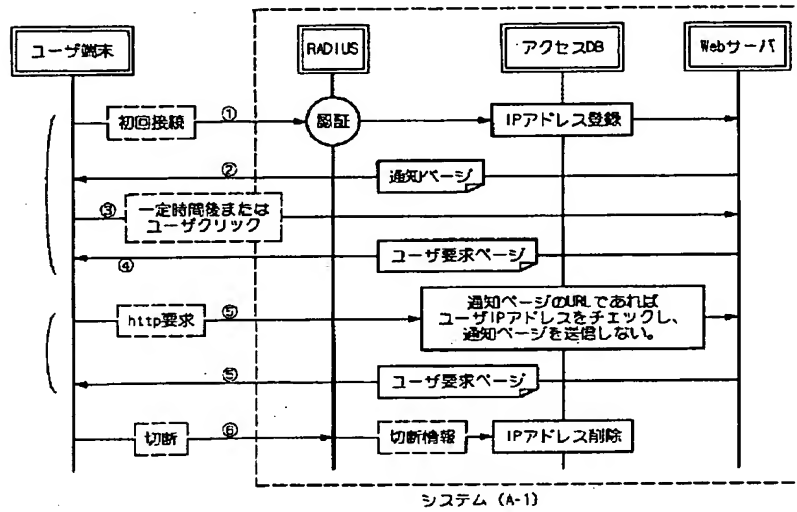 ユーザ端末
RADIUS
アクセスDB
Webサーバ
初回接続
①
認証
IPアドレス登録
②
通知ページ
③
一定時間後または
ユーザクリック
④
ユーザ要求ページ
http要求
⑤
通知ページのURLであれば
ユーザIPアドレスをチェックし、
通知ページを送信しない。
⑤
ユーザ要求ページ
切断
⑥
切断情報
IPアドレス削除
システム (A-1)